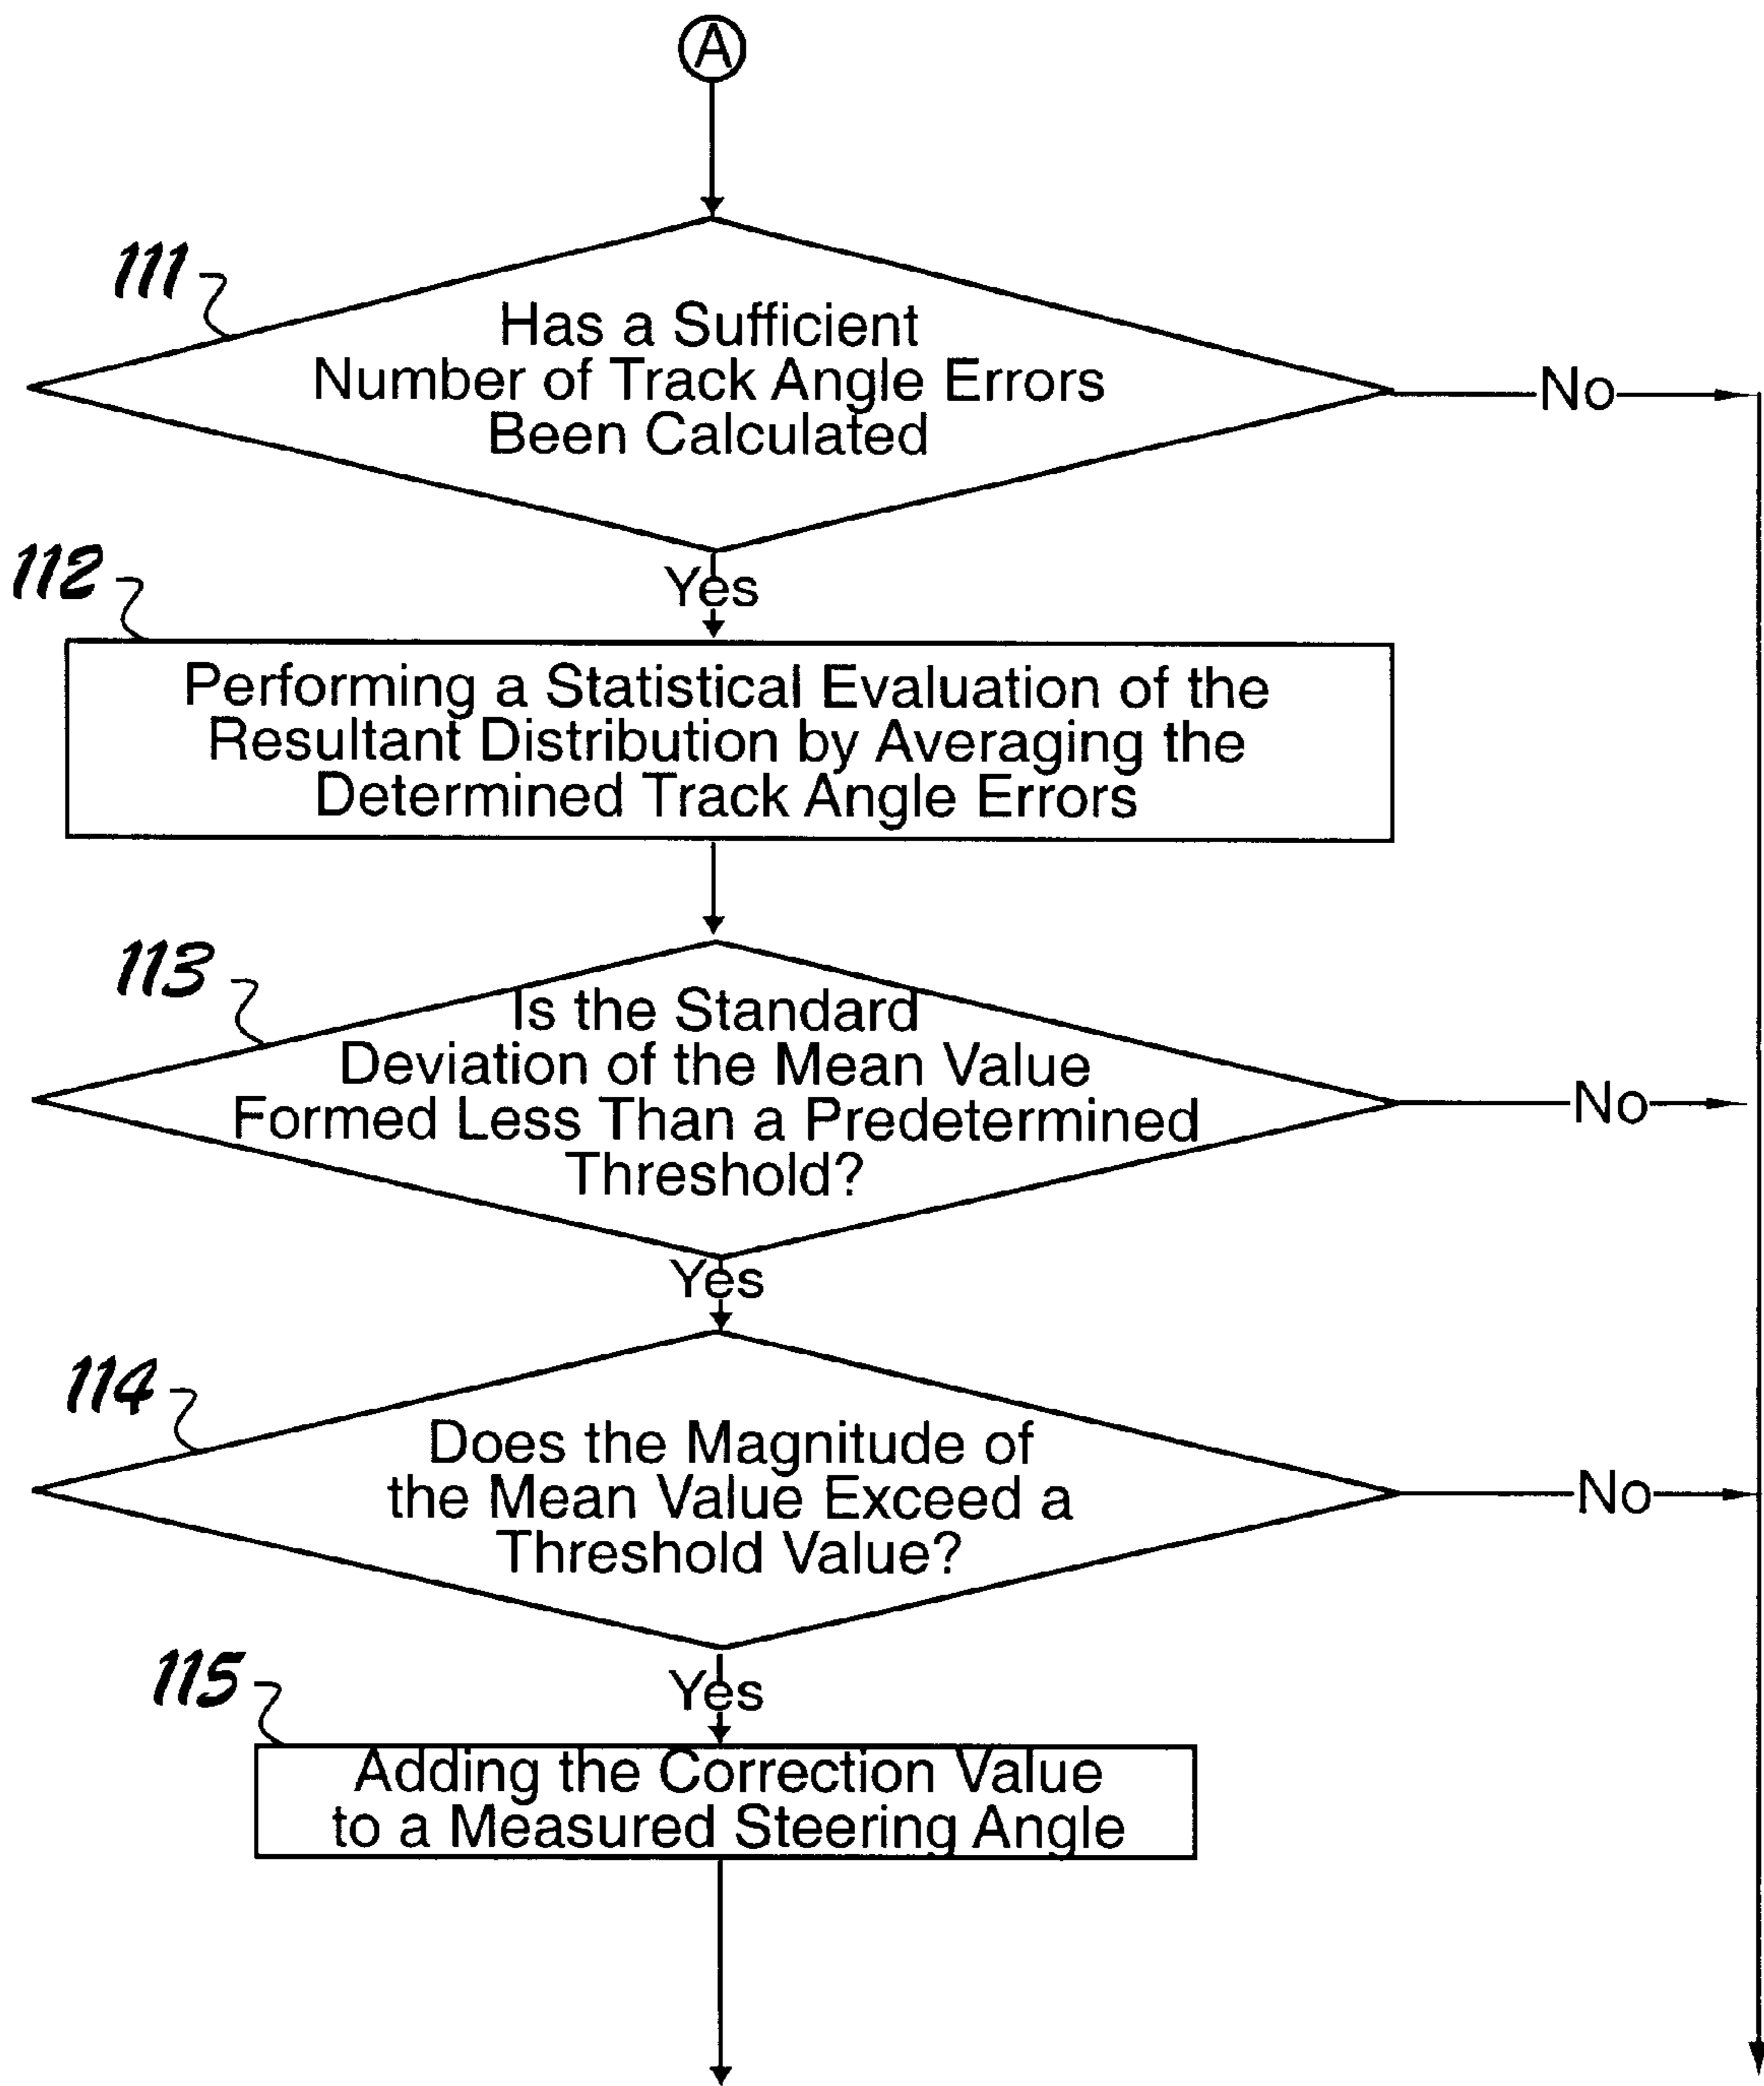 A
111
Has a Sufficient
Number of Track Angle Errors
Been Calculated
No
Yes
112
Performing a Statistical Evaluation of the
Resultant Distribution by Averaging the
Determined Track Angle Errors
113
Is the Standard
Deviation of the Mean Value
Formed Less Than a Predetermined
Threshold?
No
Yes
114
Does the Magnitude of
the Mean Value Exceed a
Threshold Value?
No
Yes
115
Adding the Correction Value
to a Measured Steering Angle